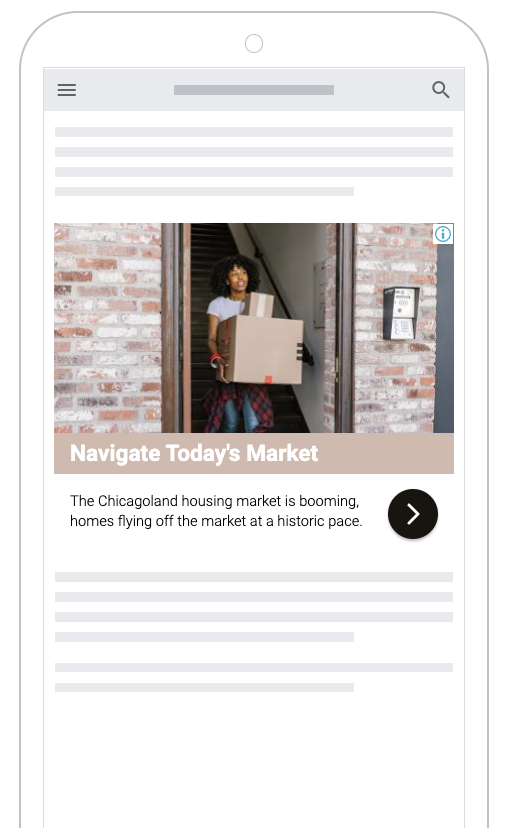 Navigate Today's Market
The Chicagoland housing market is booming,
homes flying off the market at a historic pace.